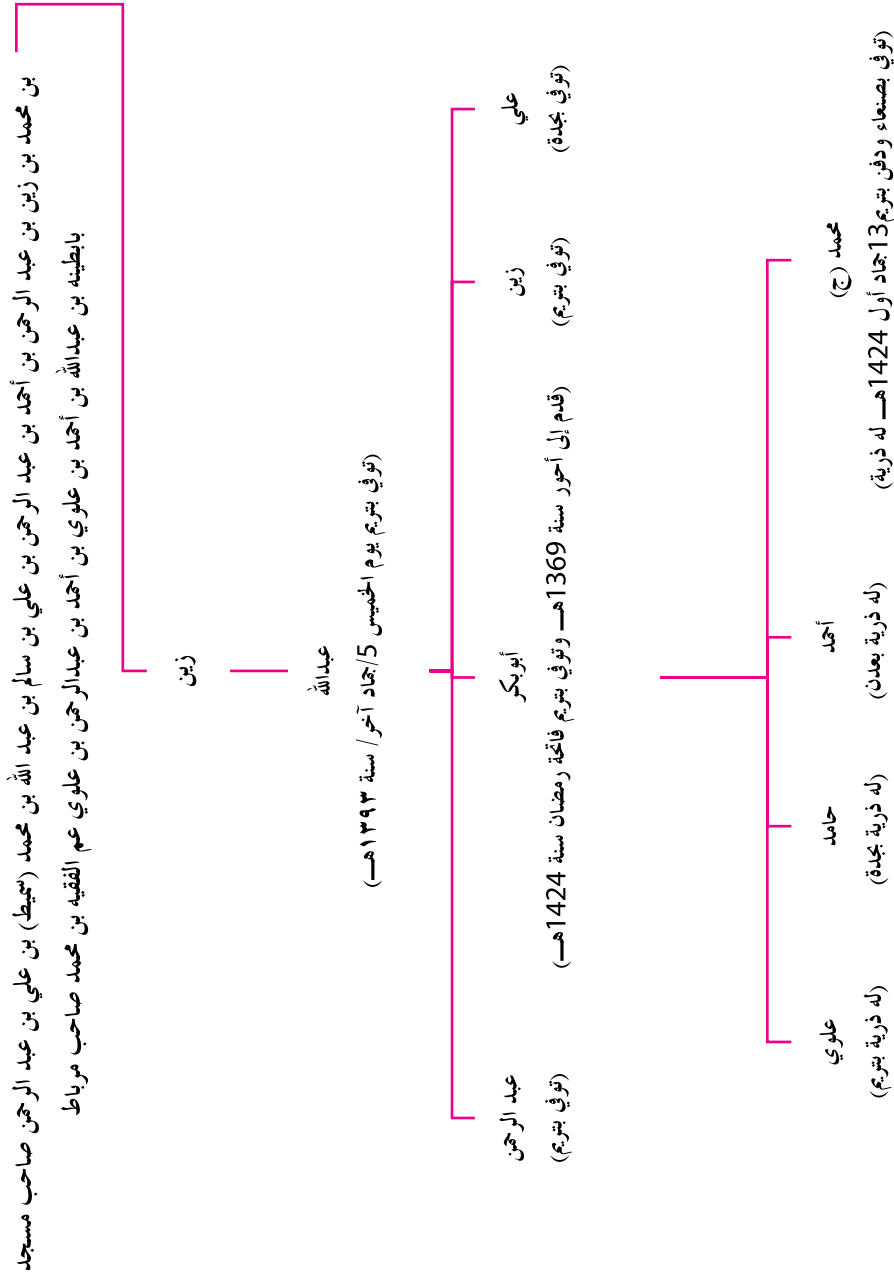 بن محمد بن زين بن عبد الرحمن بن أحمد بن عبد الرحمن بن علي بن سالم بن عبد الله بن محمد (سميط) بن علي بن عبد الرحمن صاحب مسجد
بابطينه بن عبدالله بن أحمد بن علوي بن أحمد بن عبدالرحمن بن علوي عم الفقيه بن محمد صاحب مرباط
زين
عبدالله
(توفي بتريم يوم الخميس 5/جماد آخر/ سنة ١٣٩٣هـ)
علي
(توفي بجدة)
زين
(توفي بتريم)
أبوبكر
(قدم إلى أحور سنة 1369هـ وتوفي بتريم فاتحة رمضان سنة 1424هـ)
عبد الرحمن
(توفي بتريم)
محمد (ج)
(توفي بصنعاء ودفن بتريم13جماد أول 1424هـ له ذرية)
أحمد
(له ذرية بعدن)
حامد
(له ذرية بجدة)
علوي
(له ذرية بتريم)